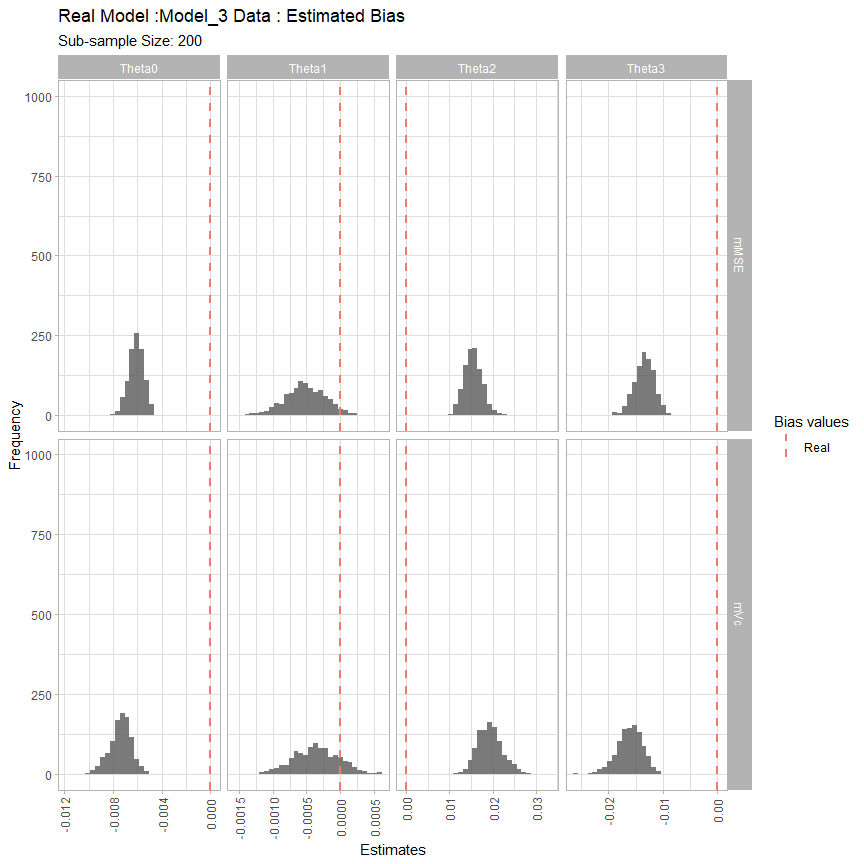 Real Model :Model_3 Data : Estimated Bias
Sub-sample Size: 200
Theta0 Theta1 Theta2 Theta3
1000
750
500
250
0
mMSE
1000
750
500
250
0
mVc
Frequency
-0.012 -0.008 -0.004 0.000 -0.0015 -0.0010 -0.0005 0.0000 0.0005 0.00 0.01 0.02 0.03 -0.02 -0.01 0.00
Estimates
Bias values
Real